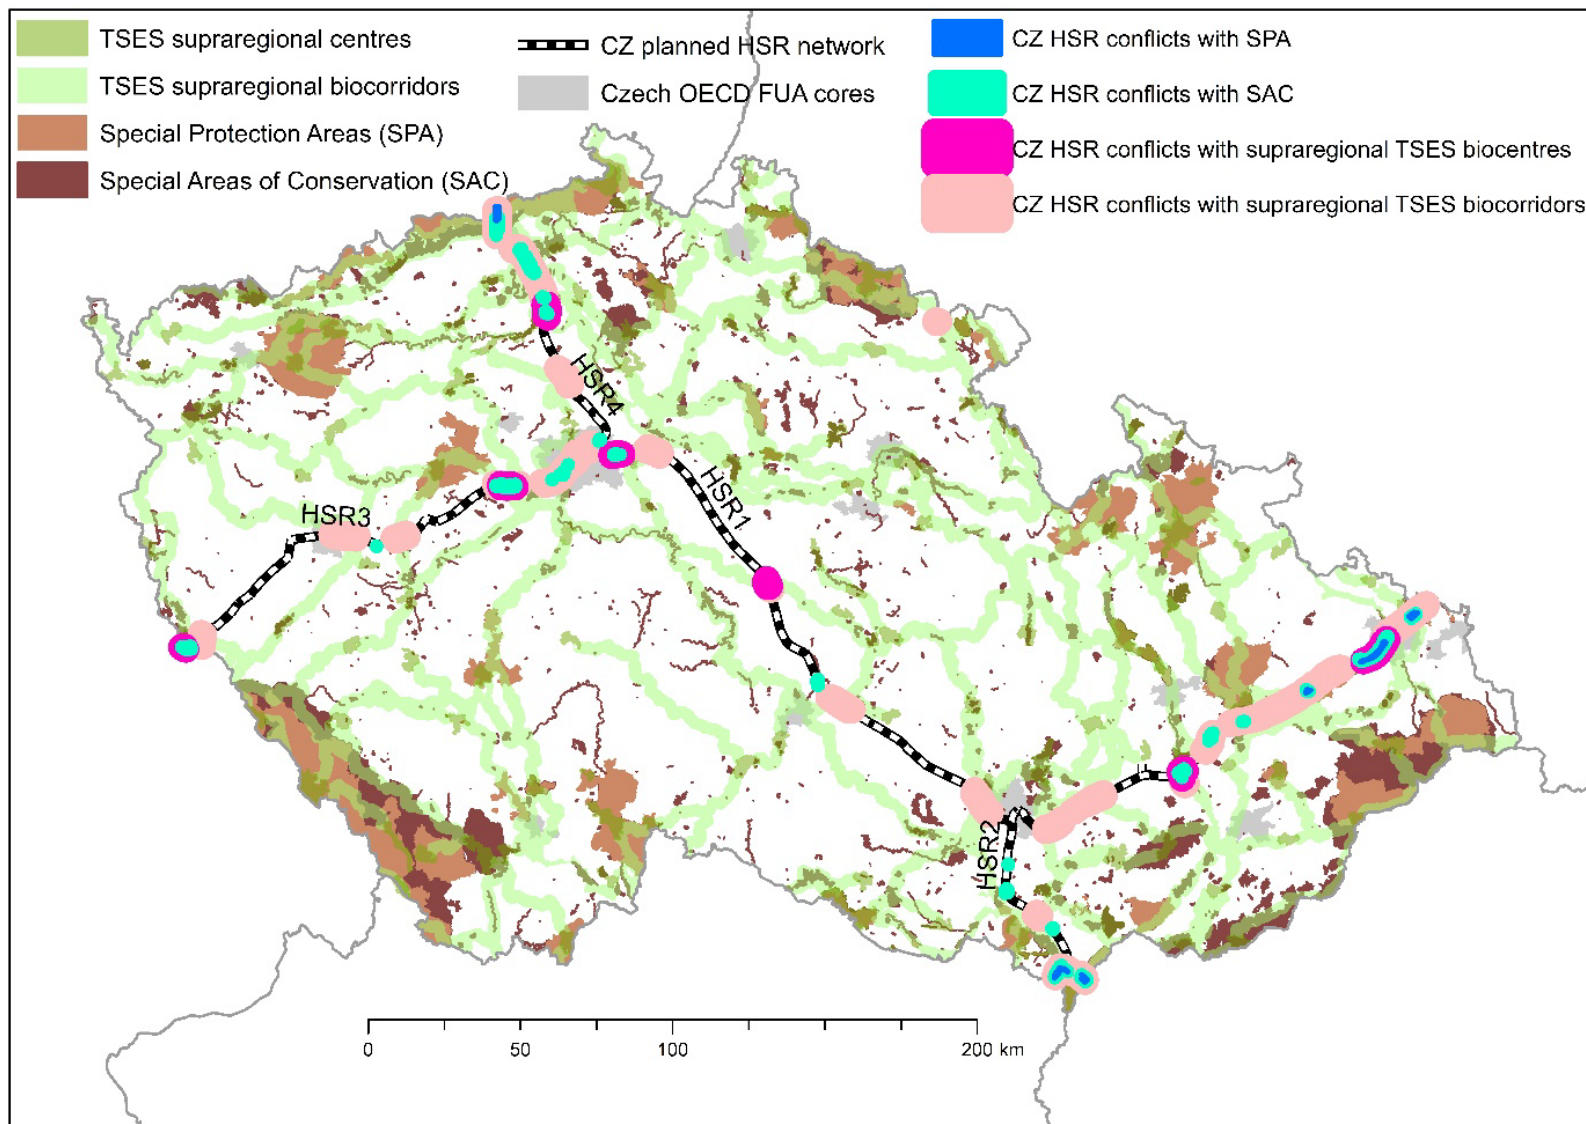 TSES supraregional centres
TSES supraregional biocorridors
Special Protection Areas (SPA)
Special Areas of Conservation (SAC)
CZ planned HSR network
Czech OECD FUA cores
CZ HSR conflicts with SPA
CZ HSR conflicts with SAC
CZ HSR conflicts with supraregional TSES biocentres
CZ HSR conflicts with supraregional TSES biocorridors
HSR4
HSR1
HSR3
HSR2
0 50 100 200 km